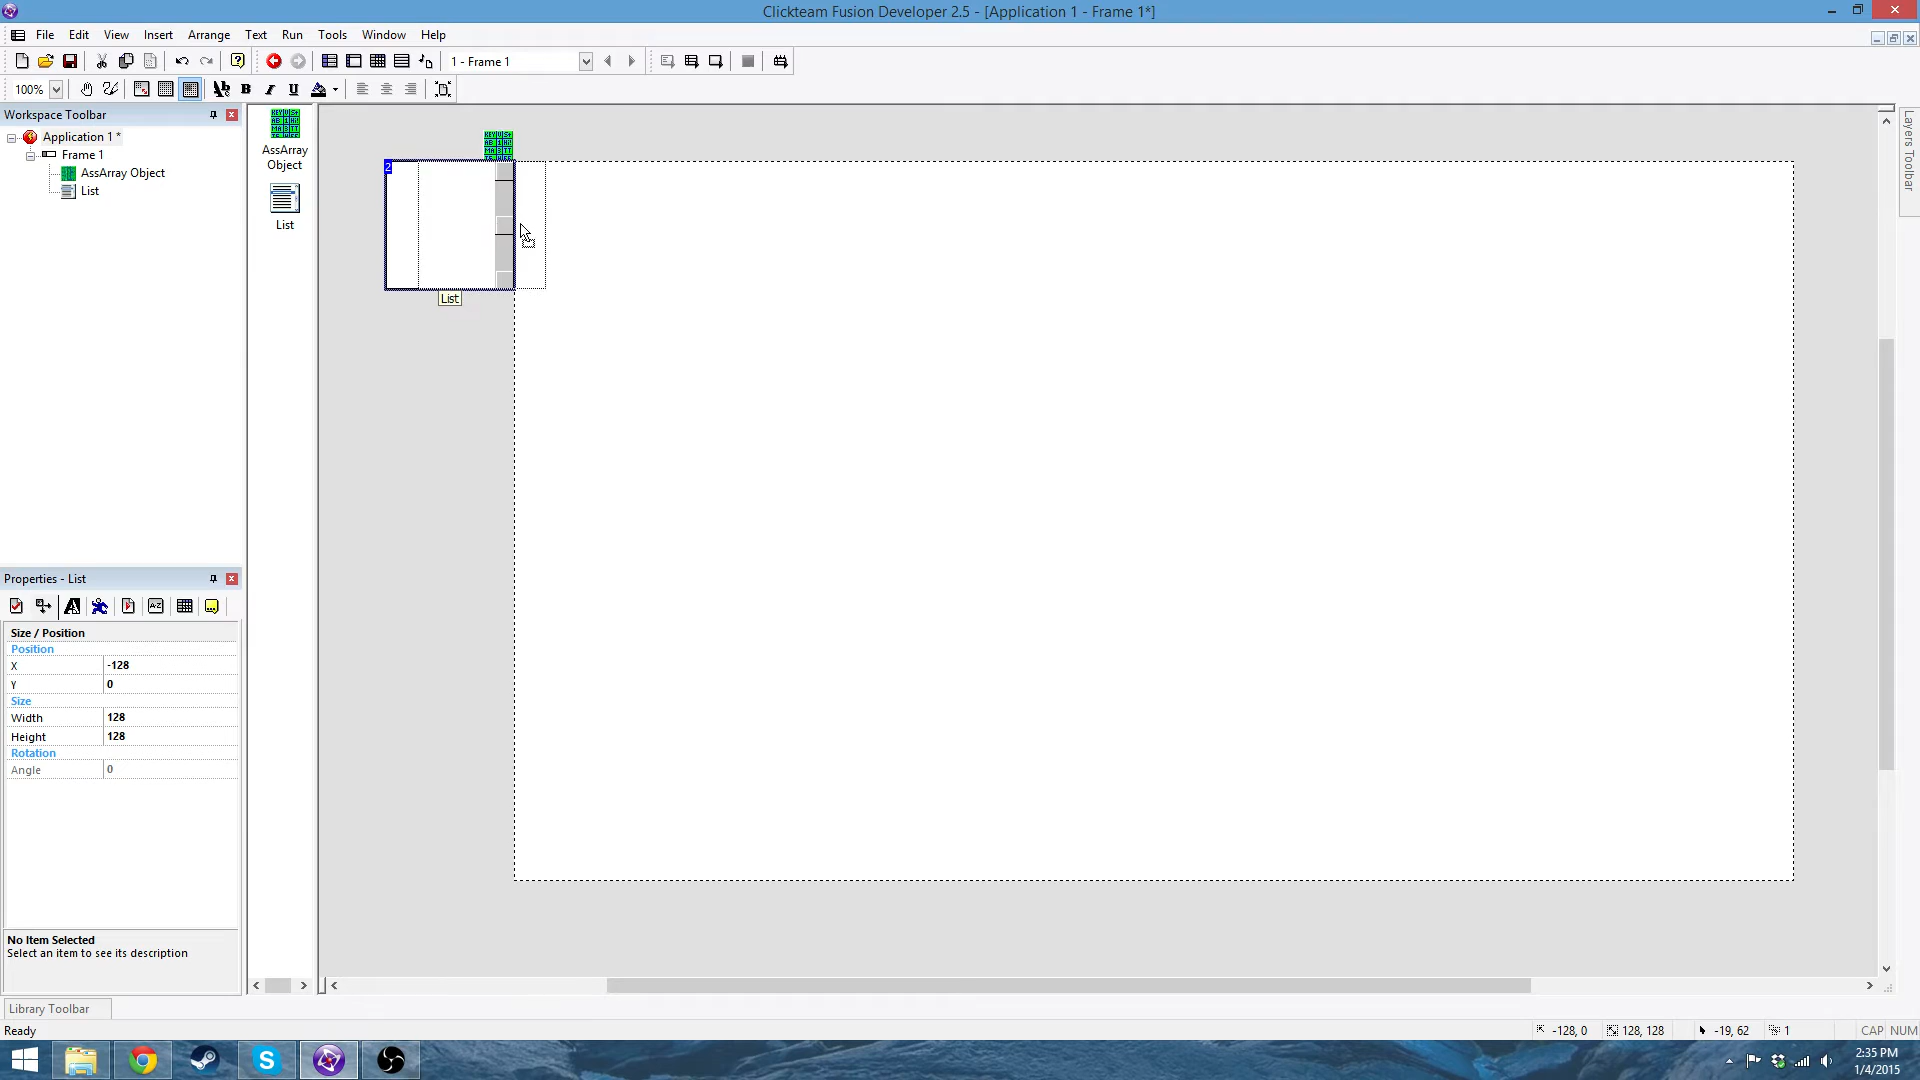 Clickteam Fusion Developer 2.5 - [Application 1 - Frame 1*]
File Edit View Insert Arrange Text Run Tools Window Help
1 - Frame 1
100%
Workspace Toolbar
Application 1 *
Frame 1
AssArray Object
List
AssArray
Object
List
2
List
Layers Toolbar
Properties - List
Size / Position
Position
X -128
Y 0
Size
Width 128
Height 128
Rotation
Angle 0
No Item Selected
Select an item to see its description
Library Toolbar
Ready
-128, 0 128, 128 -19, 62 1 CAP NUM
2:35 PM
1/4/2015